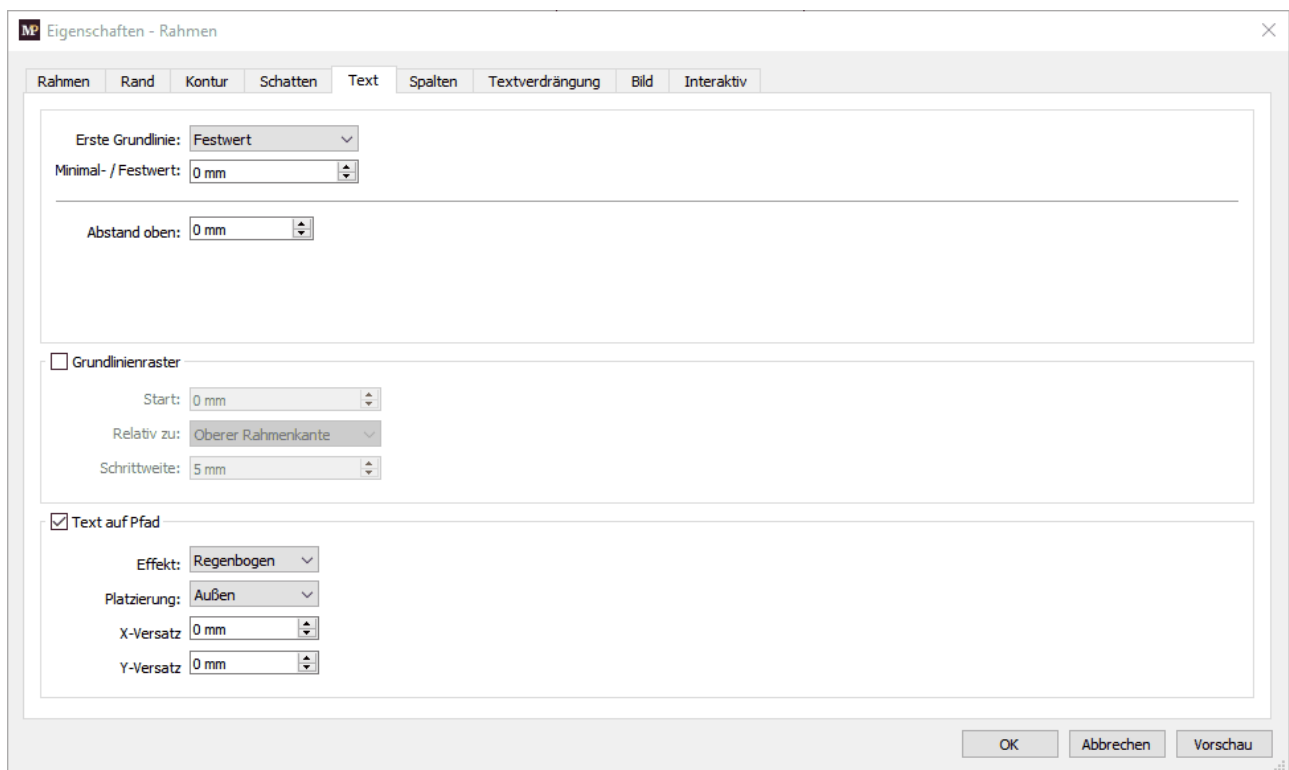 MP Eigenschaften - Rahmen
Rahmen Rand Kontur Schatten Text Spalten Textverdrängung Bild Interaktiv
Erste Grundlinie: Festwert
Minimal- / Festwert: 0 mm
Abstand oben: 0 mm
Grundlinienraster
Start: 0 mm
Relativ zu: Oberer Rahmenkante
Schrittweite: 5 mm
Text auf Pfad
Effekt: Regenbogen
Platzierung: Außen
X-Versatz 0 mm
Y-Versatz 0 mm
OK Abbrechen Vorschau